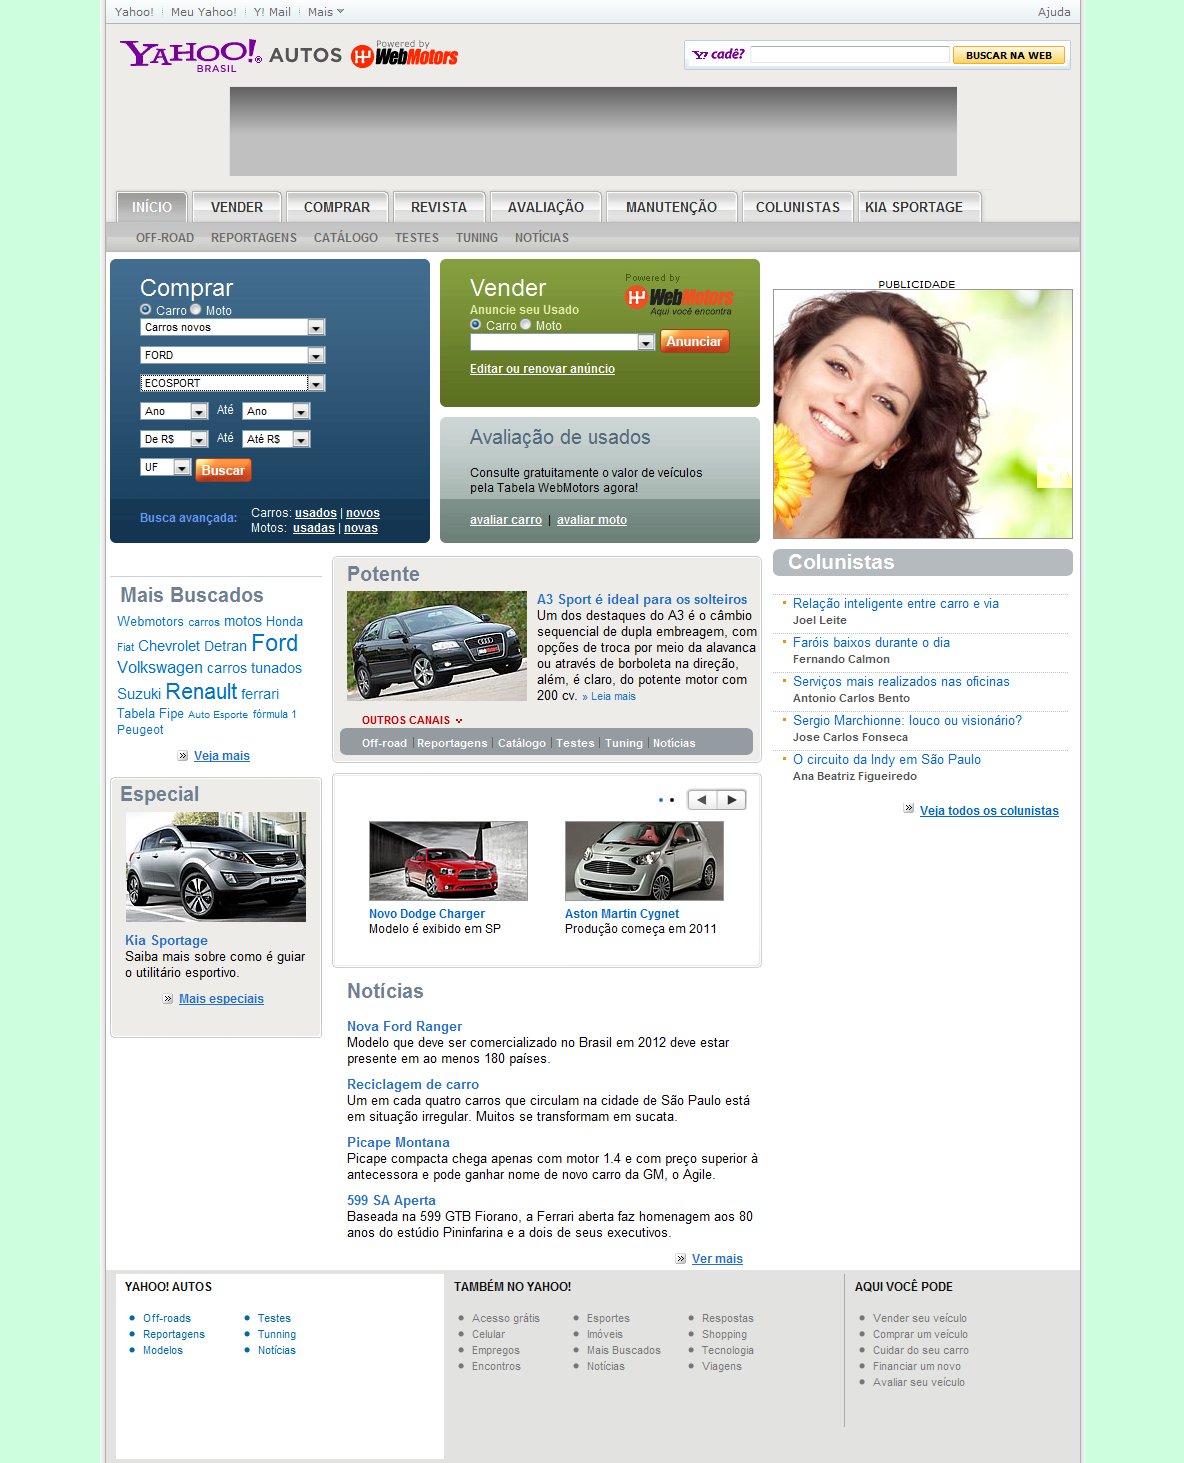 Yahoo! Meu Yahoo! Y! Mail Mais Ajuda
YAHOO! BRASIL AUTOS Powered by WebMotors
Y! cadê? BUSCAR NA WEB
INÍCIO VENDER COMPRAR REVISTA AVALIAÇÃO MANUTENÇÃO COLUNISTAS KIA SPORTAGE
OFF-ROAD REPORTAGENS CATÁLOGO TESTES TUNING NOTÍCIAS
Comprar
Carro Moto
Carros novos
FORD
ECOSPORT
Ano Até Ano
De R$ Até Até R$
UF Buscar
Busca avançada: Carros: usados | novos
Motos: usadas | novas
Vender
Powered by
WebMotors
Aqui você encontra
Anuncie seu Usado
Carro Moto
Anunciar
Editar ou renovar anúncio
Avaliação de usados
Consulte gratuitamente o valor de veículos
pela Tabela WebMotors agora!
avaliar carro | avaliar moto
PUBLICIDADE
Mais Buscados
Webmotors carros motos Honda
Fiat Chevrolet Detran Ford
Volkswagen carros tunados
Suzuki Renault ferrari
Tabela Fipe Auto Esporte fórmula 1
Peugeot
Veja mais
Especial
SPORTAGE
Kia Sportage
Saiba mais sobre como é guiar
o utilitário esportivo.
Mais especiais
Potente
A3 Sport é ideal para os solteiros
Um dos destaques do A3 é o câmbio
sequencial de dupla embreagem, com
opções de troca por meio da alavanca
ou através de borboleta na direção,
além, é claro, do potente motor com
200 cv. » Leia mais
OUTROS CANAIS
Off-road | Reportagens | Catálogo | Testes | Tuning | Noticias
Novo Dodge Charger
Modelo é exibido em SP
Aston Martin Cygnet
Produção começa em 2011
Notícias
Nova Ford Ranger
Modelo que deve ser comercializado no Brasil em 2012 deve estar
presente em ao menos 180 países.
Reciclagem de carro
Um em cada quatro carros que circulam na cidade de São Paulo está
em situação irregular. Muitos se transformam em sucata.
Picape Montana
Picape compacta chega apenas com motor 1.4 e com preço superior à
antecessora e pode ganhar nome de novo carro da GM, o Agile.
599 SA Aperta
Baseada na 599 GTB Fiorano, a Ferrari aberta faz homenagem aos 80
anos do estúdio Pininfarina e a dois de seus executivos.
Ver mais
Colunistas
Relação inteligente entre carro e via
Joel Leite
Faróis baixos durante o dia
Fernando Calmon
Serviços mais realizados nas oficinas
Antonio Carlos Bento
Sergio Marchionne: louco ou visionário?
Jose Carlos Fonseca
O circuito da Indy em São Paulo
Ana Beatriz Figueiredo
Veja todos os colunistas
YAHOO! AUTOS
Off-roads Testes
Reportagens Tunning
Modelos Notícias
TAMBÉM NO YAHOO!
Acesso grátis Esportes Respostas
Celular Imóveis Shopping
Empregos Mais Buscados Tecnologia
Encontros Notícias Viagens
AQUI VOCÊ PODE
Vender seu veículo
Comprar um veículo
Cuidar do seu carro
Financiar um novo
Avaliar seu veículo